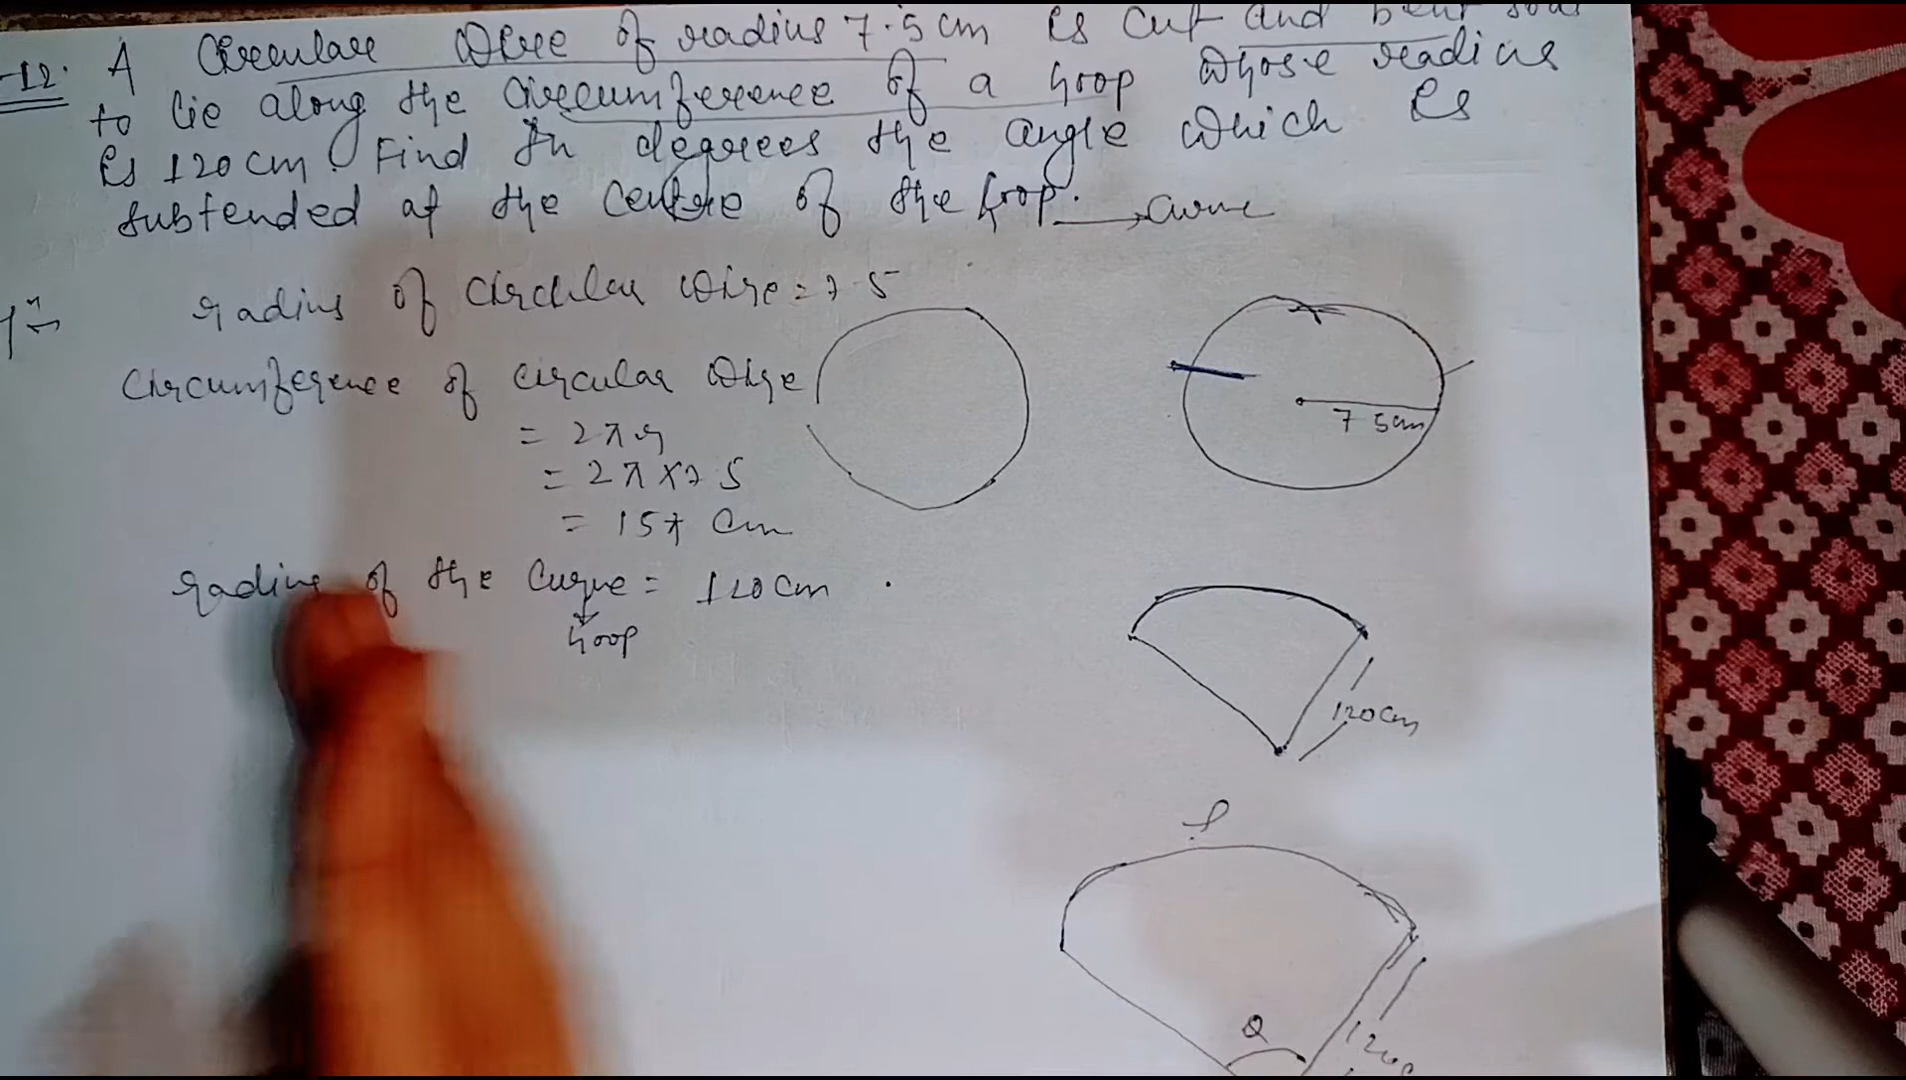 12. A Circular Wire of radius 7.5 cm is cut and bent
to lie along the circumference of a hoop whose radius
is 120 cm. Find in degrees the angle which is
subtended at the centre of the hoop. → Curve
radius of circular wire = 7.5
Circumference of circular wire
= 2πr
= 2π×7.5
= 15π cm
radius of the curve = 120 cm
hoop
7.5cm
120cm
l
θ
120